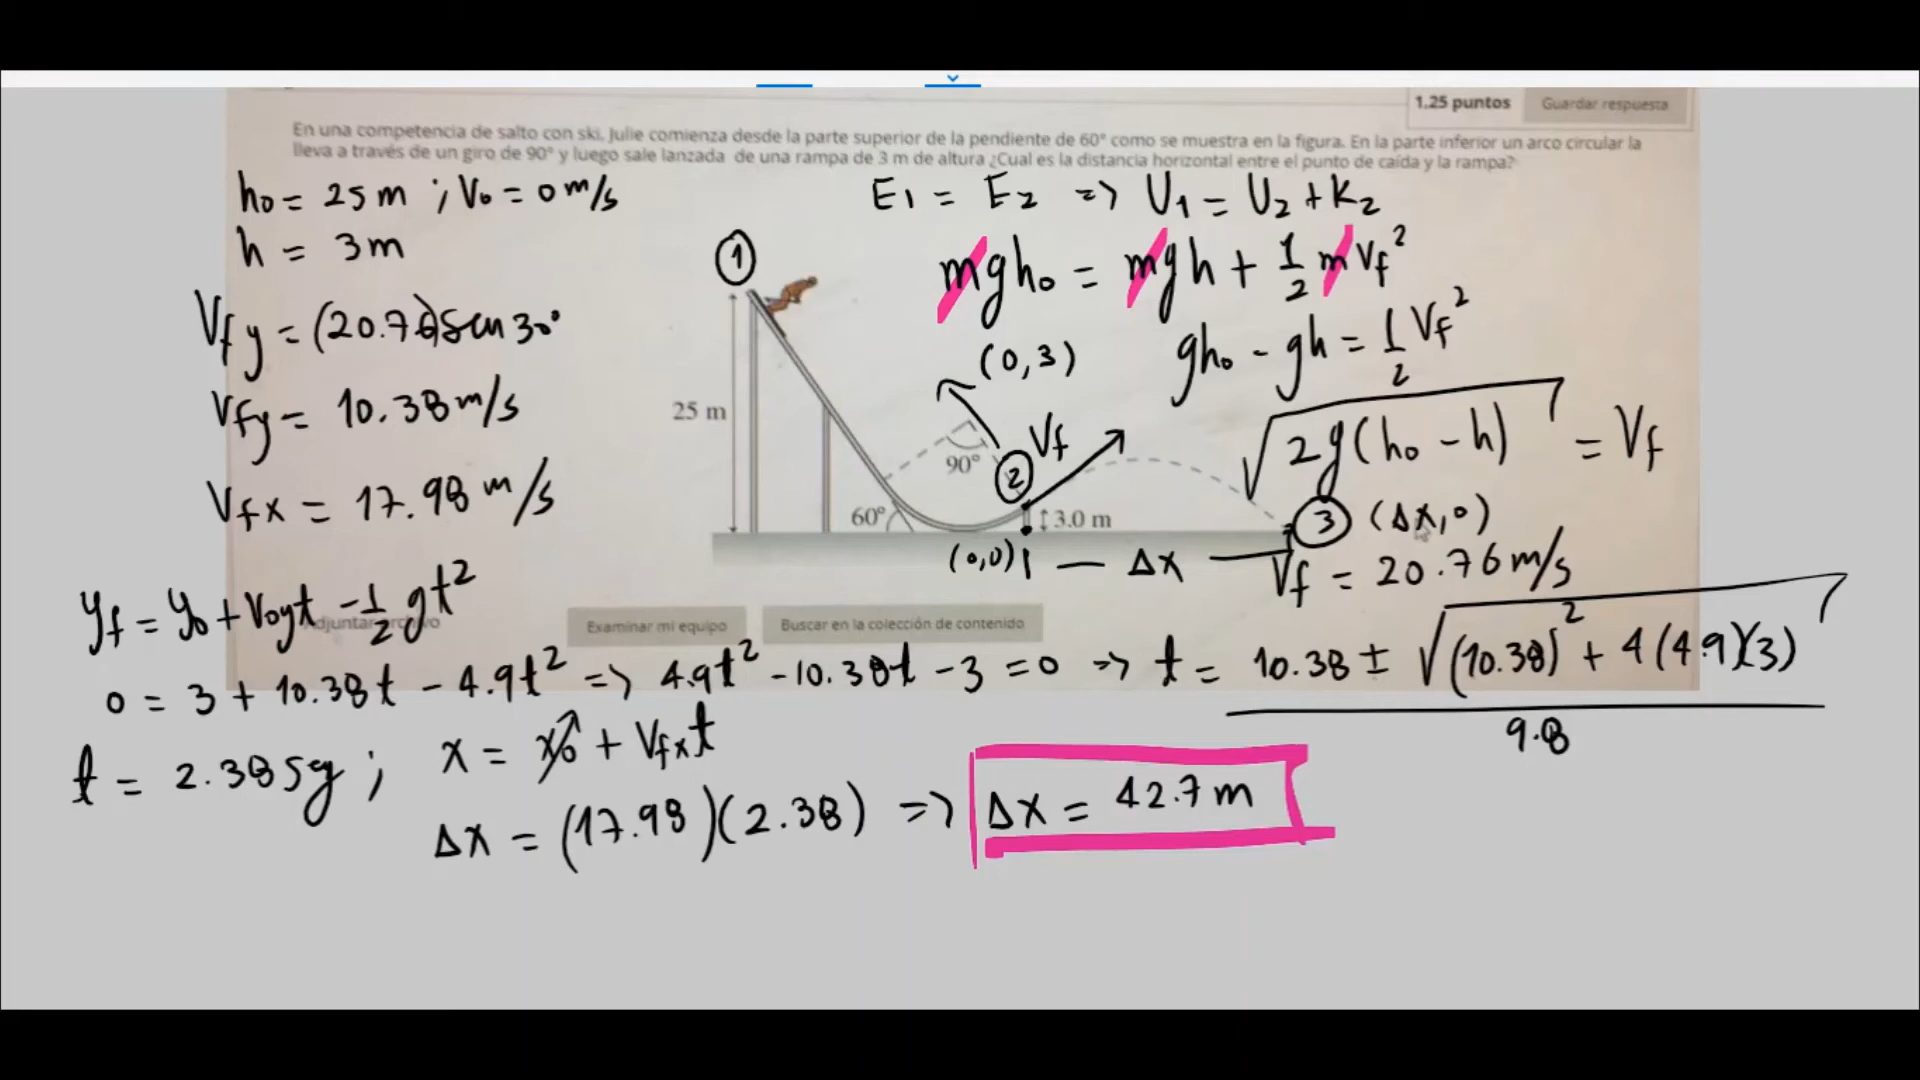 1.25 puntos Guardar respuesta
En una competencia de salto con ski. Julie comienza desde la parte superior de la pendiente de 60° como se muestra en la figura. En la parte inferior un arco circular la
lleva a través de un giro de 90° y luego sale lanzada de una rampa de 3 m de altura ¿Cual es la distancia horizontal entre el punto de caída y la rampa?
h₀ = 25 m ; V₀ = 0 m/s
h = 3 m
E1 = E2 => U1 = U2 + K2
mgh₀ = mgh + 1/2 m Vf²
gh₀ - gh = 1/2 Vf²
√2g(h₀ - h) = Vf
Vf = 20.76 m/s
Vfy = (20.76) Sen 30°
Vfy = 10.38 m/s
Vfx = 17.98 m/s
1
25 m
60°
90°
(0,3)
2
Vf
3.0 m
(0,0)
Δx
3 (Δx,0)
Adjuntar archivo
Examinar mi equipo
Buscar en la colección de contenido
yf = y₀ + V₀yt - 1/2 gt²
0 = 3 + 10.38t - 4.9t² => 4.9t² - 10.38t - 3 = 0 => t = 10.38 ± √(10.38)² + 4(4.9)(3)
9.8
t = 2.38 sg ; x = x₀ + Vfxt
Δx = (17.98)(2.38) => Δx = 42.7 m